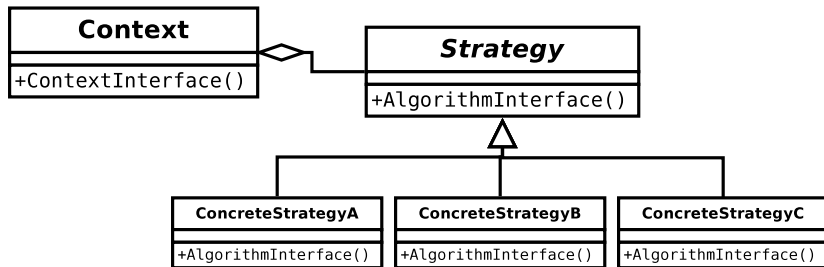 Context
+ContextInterface()
Strategy
+AlgorithmInterface()
ConcreteStrategyA
+AlgorithmInterface()
ConcreteStrategyB
+AlgorithmInterface()
ConcreteStrategyC
+AlgorithmInterface()